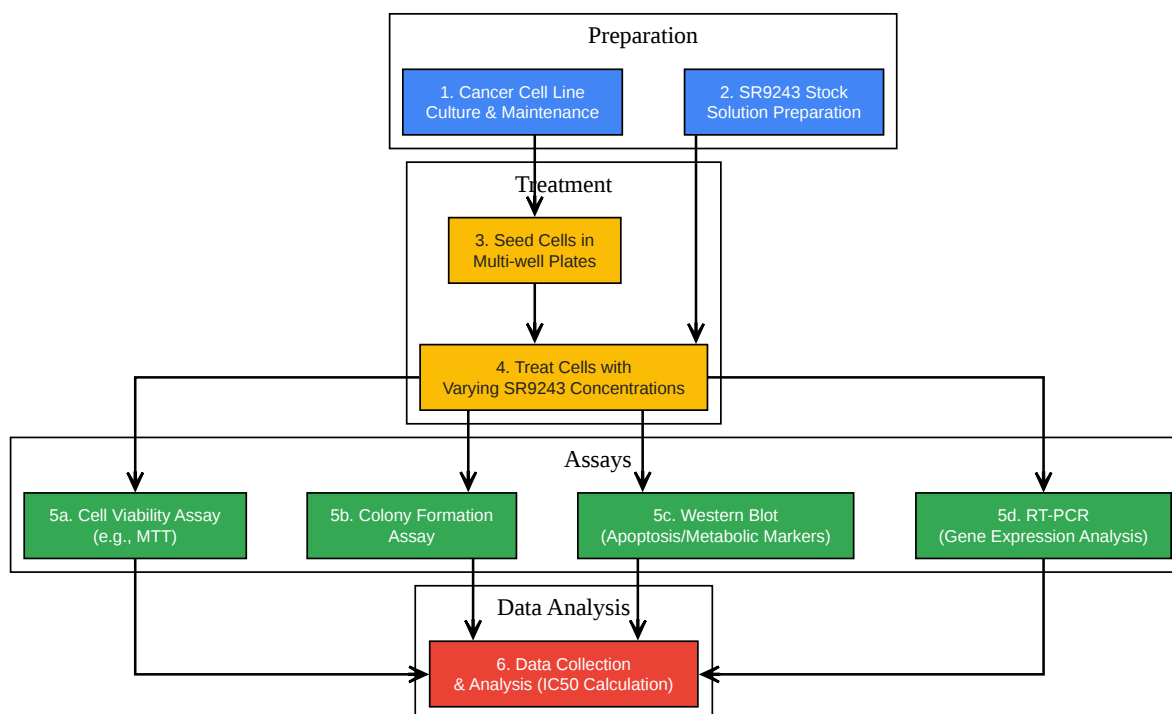 Preparation
1. Cancer Cell Line
Culture & Maintenance
2. SR9243 Stock
Solution Preparation
Treatment
3. Seed Cells in
Multi-well Plates
4. Treat Cells with
Varying SR9243 Concentrations
Assays
5a. Cell Viability Assay
(e.g., MTT)
5b. Colony Formation
Assay
5c. Western Blot
(Apoptosis/Metabolic Markers)
5d. RT-PCR
(Gene Expression Analysis)
Data Analysis
6. Data Collection
& Analysis (IC50 Calculation)